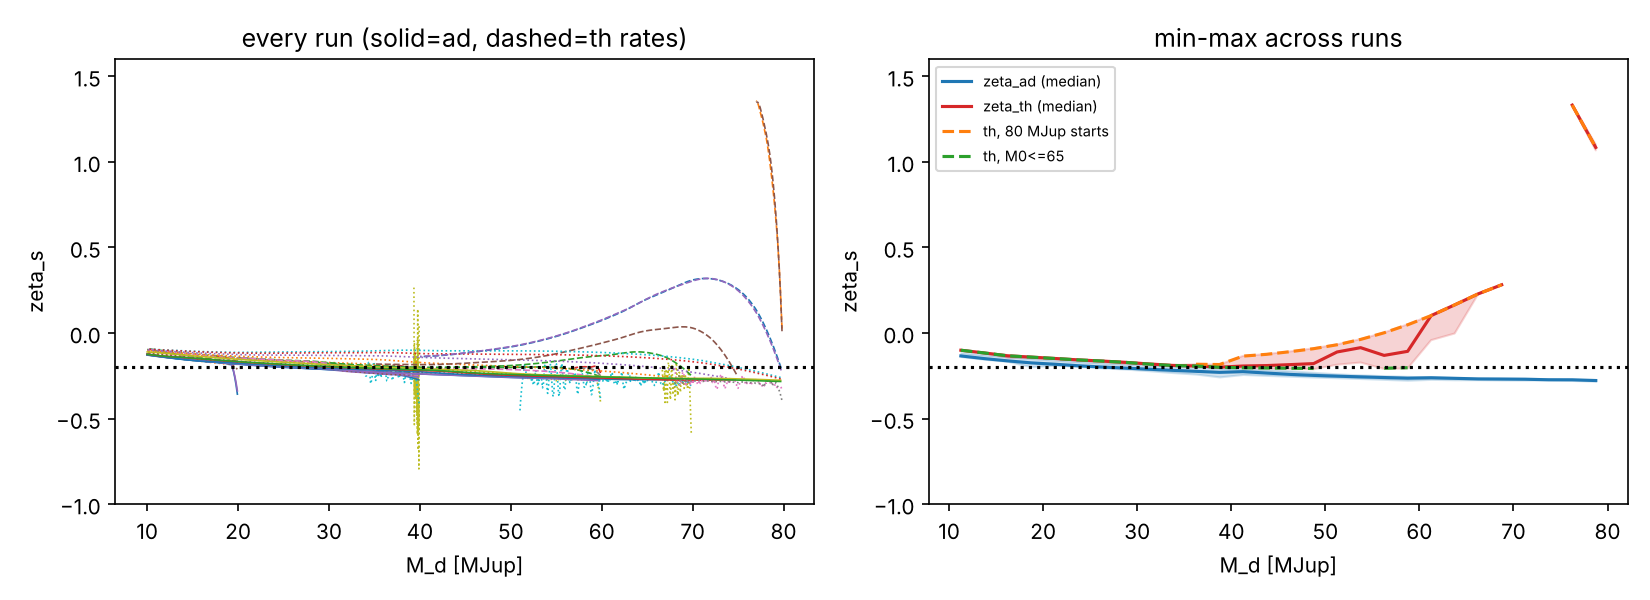 every run (solid=ad, dashed=th rates)
zeta_s
1.5
1.0
0.5
0.0
−0.5
−1.0
10 20 30 40 50 60 70 80
M_d [MJup]
min-max across runs
zeta_ad (median)
zeta_th (median)
th, 80 MJup starts
th, M0<=65
zeta_s
1.5
1.0
0.5
0.0
−0.5
−1.0
10 20 30 40 50 60 70 80
M_d [MJup]